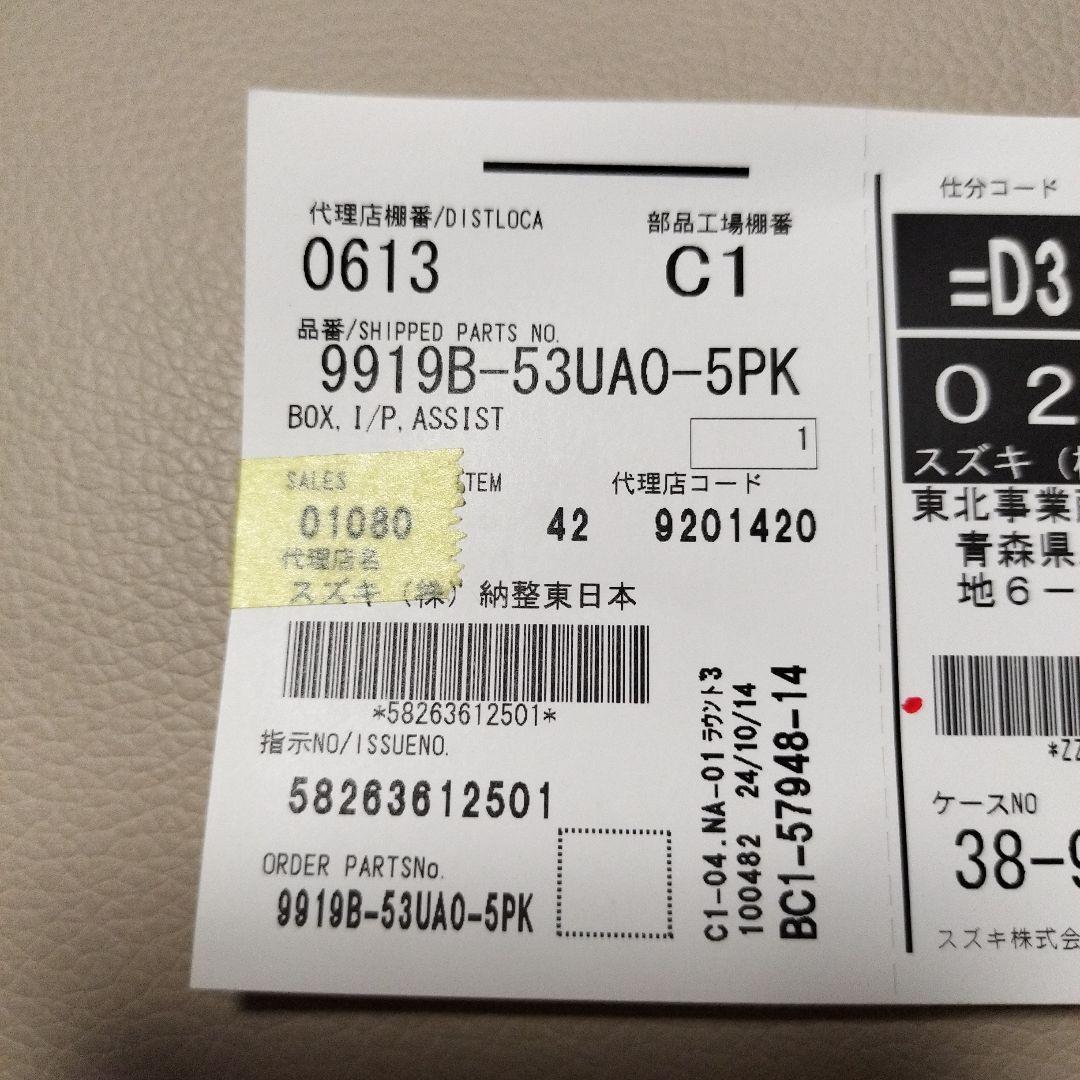 代理店棚番/DISTLOCA
部品工場棚番
0613
C1
品番/SHIPPED PARTS NO.
9919B-53UA0-5PK
BOX, I/P, ASSIST
1
SALES
TEM
代理店コード
01080
42
9201420
代理店名
スズキ（株）納整東日本
*58263612501*
指示NO/ISSUENO.
58263612501
ORDER PARTSNo.
9919B-53UA0-5PK
C1-04.NA-01 ラウンド3
100482 24/10/14
BC1-57948-14
仕分コード
=D3
02
スズキ（
東北事業
青森県
地6－
*ZZ
ケースNO
38-9
スズキ株式会